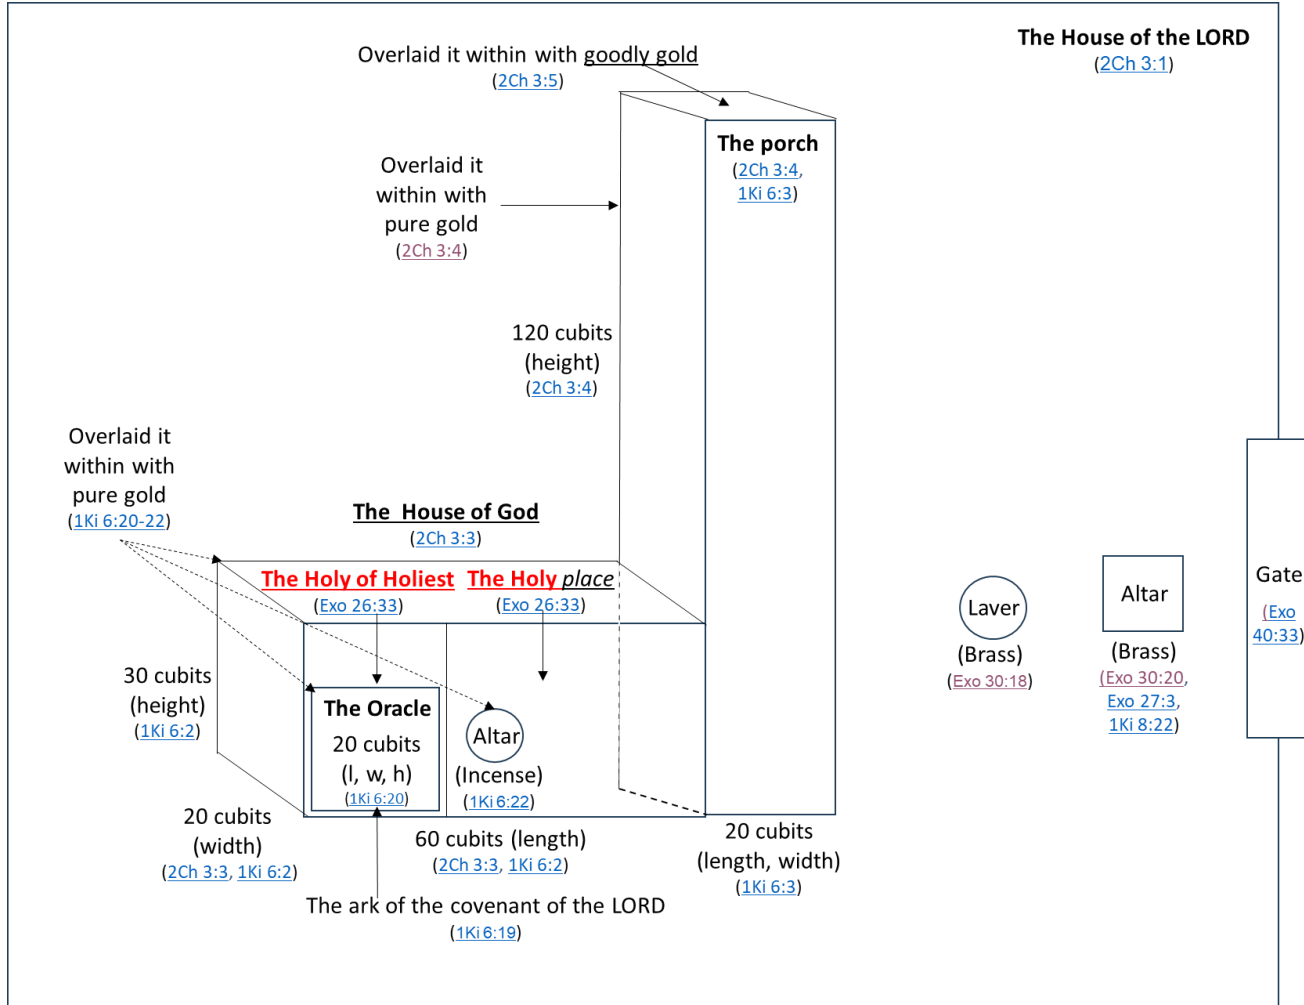 The House of the LORD
(2Ch 3:1)
Overlaid it within with goodly gold
(2Ch 3:5)
The porch
(2Ch 3:4,
1Ki 6:3)
Overlaid it
within with
pure gold
(2Ch 3:4)
120 cubits
(height)
(2Ch 3:4)
Overlaid it
within with
pure gold
(1Ki 6:20-22)
The House of God
(2Ch 3:3)
The Holy of Holiest
(Exo 26:33)
The Holy place
(Exo 26:33)
30 cubits
(height)
(1Ki 6:2)
The Oracle
20 cubits
(l, w, h)
(1Ki 6:20)
Altar
(Incense)
(1Ki 6:22)
20 cubits
(width)
(2Ch 3:3, 1Ki 6:2)
60 cubits (length)
(2Ch 3:3, 1Ki 6:2)
20 cubits
(length, width)
(1Ki 6:3)
The ark of the covenant of the LORD
(1Ki 6:19)
Laver
(Brass)
(Exo 30:18)
Altar
(Brass)
(Exo 30:20,
Exo 27:3,
1Ki 8:22)
Gate
(Exo
40:33)